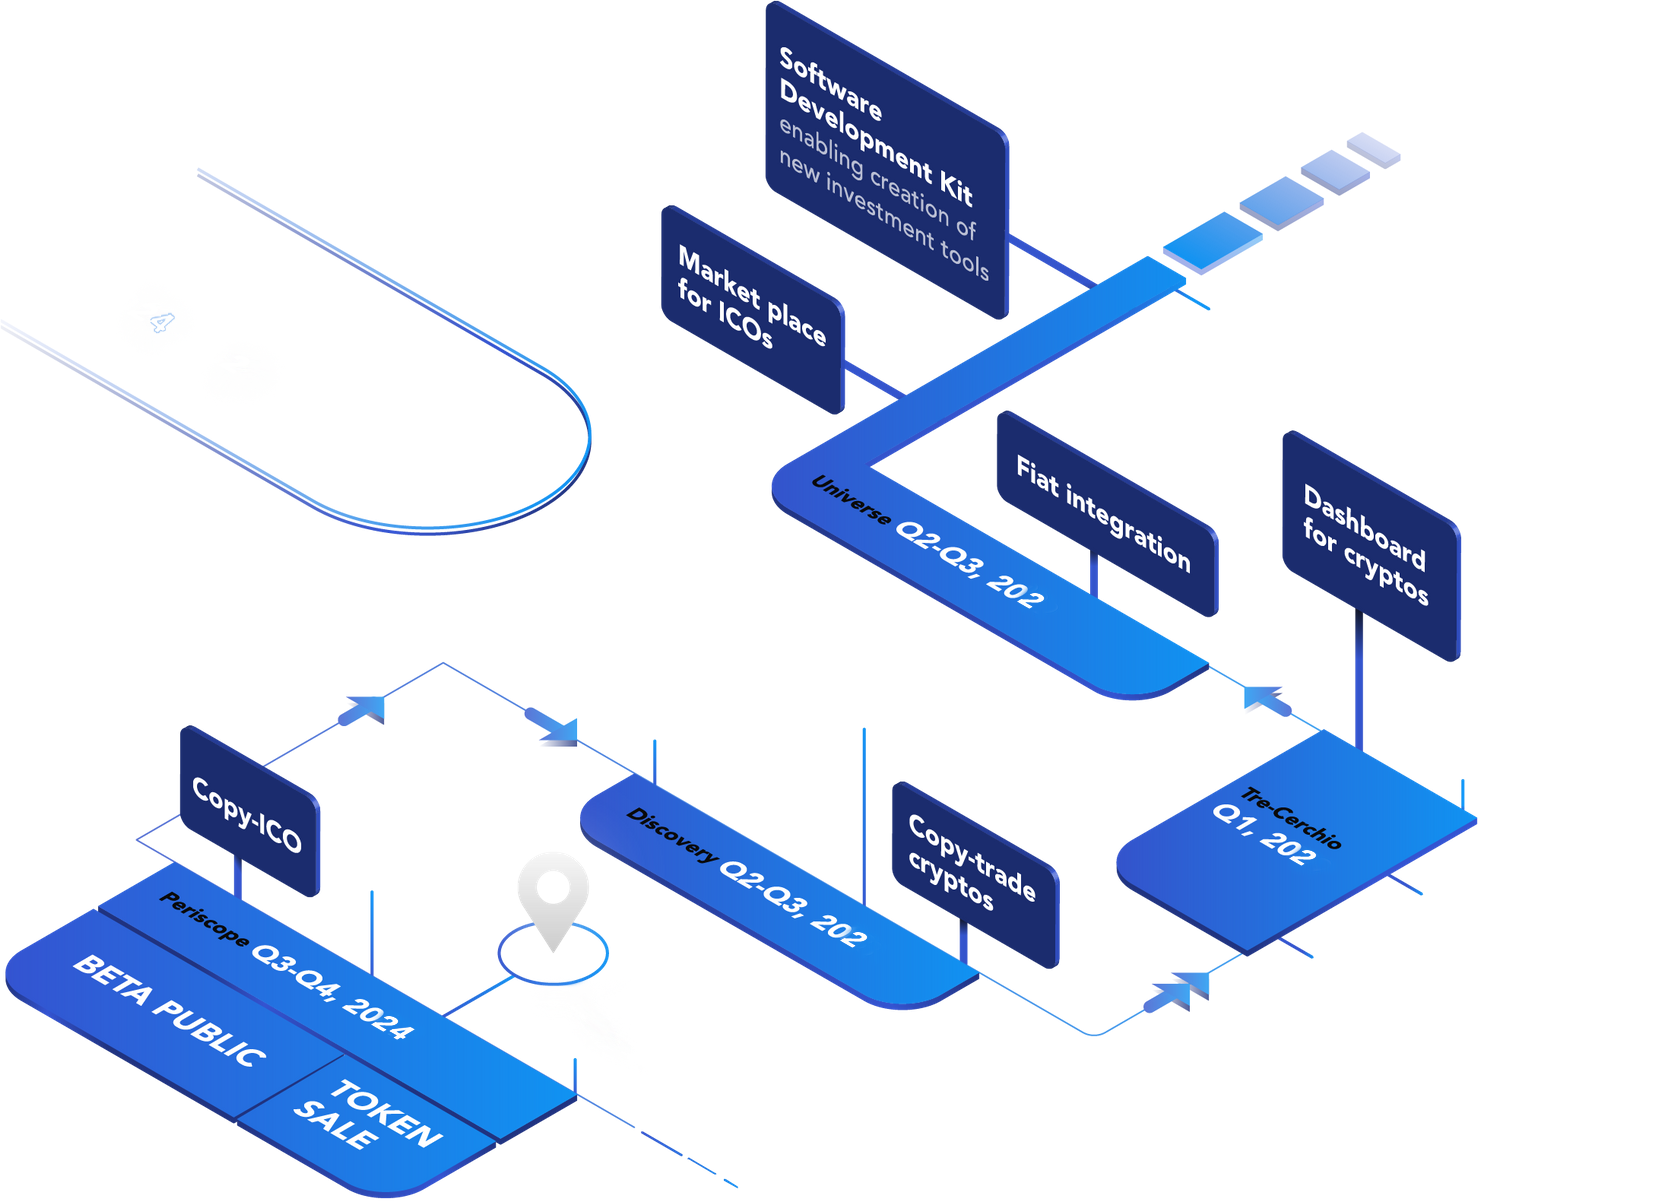 Software
Development Kit
enabling creation of
new investment tools
Market place
for ICOs
4
Fiat integration
Dashboard
for cryptos
Universe Q2-Q3, 202
Copy-ICO
Tre-Cerchio
Q1, 202
Discovery Q2-Q3, 202
Copy-trade
cryptos
Periscope Q3-Q4, 2024
BETA PUBLIC
TOKEN
SALE